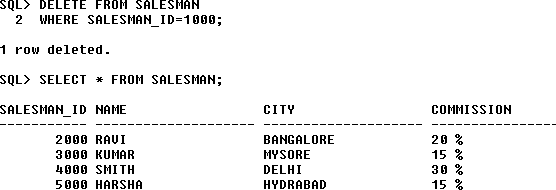 SQL> DELETE FROM SALESMAN
2 WHERE SALESMAN_ID=1000;
1 row deleted.
SQL> SELECT * FROM SALESMAN;
SALESMAN_ID NAME CITY COMMISSION
----------- -------------------- -------------------- --------------------
2000 RAVI BANGALORE 20 %
3000 KUMAR MYSORE 15 %
4000 SMITH DELHI 30 %
5000 HARSHA HYDRABAD 15 %